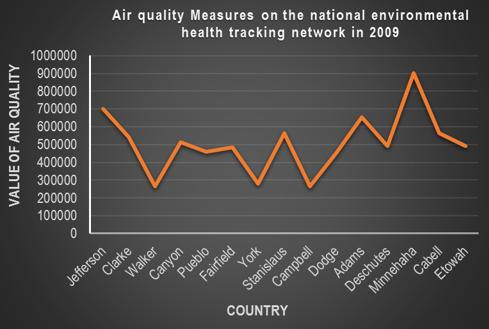 Air quality Measures on the national environmental
health tracking network in 2009
VALUE OF AIR QUALITY
1000000
900000
800000
700000
600000
500000
400000
300000
200000
100000
0
Jefferson
Clarke
Walker
Canyon
Pueblo
Fairfield
York
Stanislaus
Campbell
Dodge
Adams
Deschutes
Minnehaha
Cabell
Etowah
COUNTRY